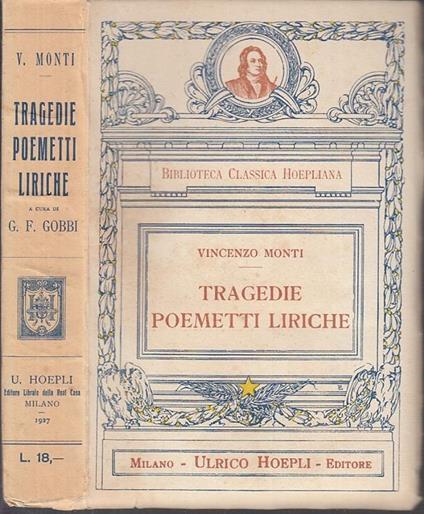 V. MONTI
TRAGEDIE
POEMETTI
LIRICHE
A CURA DI
G. F. GOBBI
U. HOEPLI
Editore Libraio della Real Casa
MILANO
1927
L. 18,—
BIBLIOTECA CLASSICA HOEPLIANA
VINCENZO MONTI
TRAGEDIE
POEMETTI LIRICHE
MILANO - ULRICO HOEPLI - EDITORE